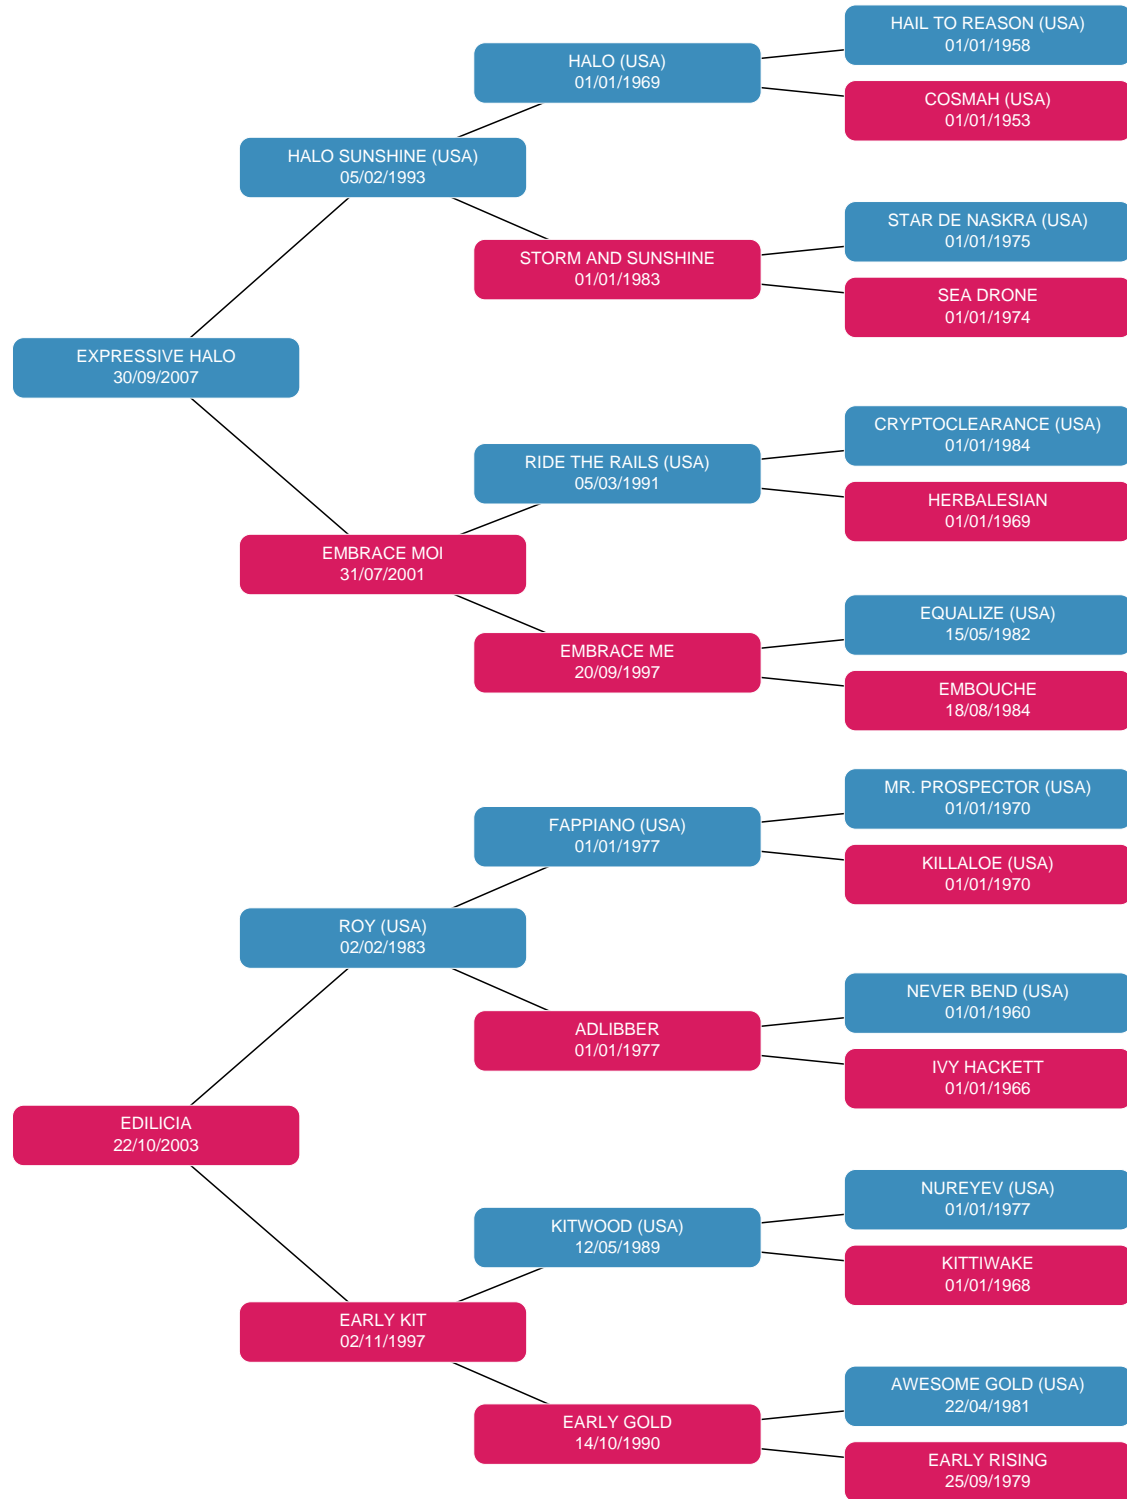 HAIL TO REASON (USA)
01/01/1958
HALO (USA)
01/01/1969
COSMAH (USA)
01/01/1953
HALO SUNSHINE (USA)
05/02/1993
STAR DE NASKRA (USA)
01/01/1975
STORM AND SUNSHINE
01/01/1983
SEA DRONE
01/01/1974
EXPRESSIVE HALO
30/09/2007
CRYPTOCLEARANCE (USA)
01/01/1984
RIDE THE RAILS (USA)
05/03/1991
HERBALESIAN
01/01/1969
EMBRACE MOI
31/07/2001
EQUALIZE (USA)
15/05/1982
EMBRACE ME
20/09/1997
EMBOUCHE
18/08/1984
MR. PROSPECTOR (USA)
01/01/1970
FAPPIANO (USA)
01/01/1977
KILLALOE (USA)
01/01/1970
ROY (USA)
02/02/1983
NEVER BEND (USA)
01/01/1960
ADLIBBER
01/01/1977
IVY HACKETT
01/01/1966
EDILICIA
22/10/2003
NUREYEV (USA)
01/01/1977
KITWOOD (USA)
12/05/1989
KITTIWAKE
01/01/1968
EARLY KIT
02/11/1997
AWESOME GOLD (USA)
22/04/1981
EARLY GOLD
14/10/1990
EARLY RISING
25/09/1979